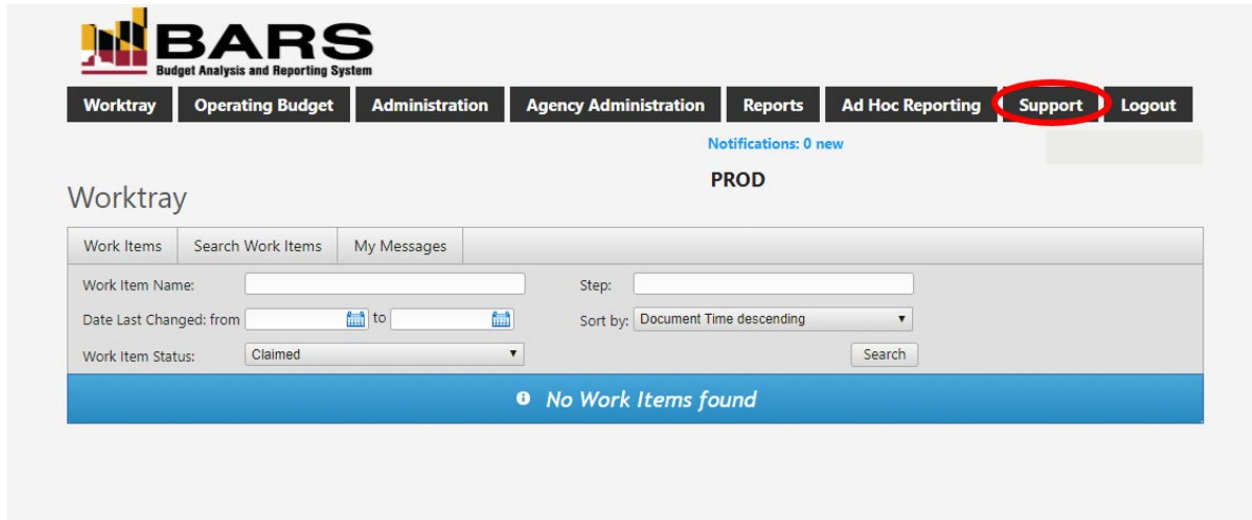 BARS
Budget Analysis and Reporting System
Worktray Operating Budget Administration Agency Administration Reports Ad Hoc Reporting Support Logout
Notifications: 0 new
PROD
Worktray
Work Items Search Work Items My Messages
Work Item Name: Step:
Date Last Changed: from to Sort by: Document Time descending
Work Item Status: Claimed Search
No Work Items found